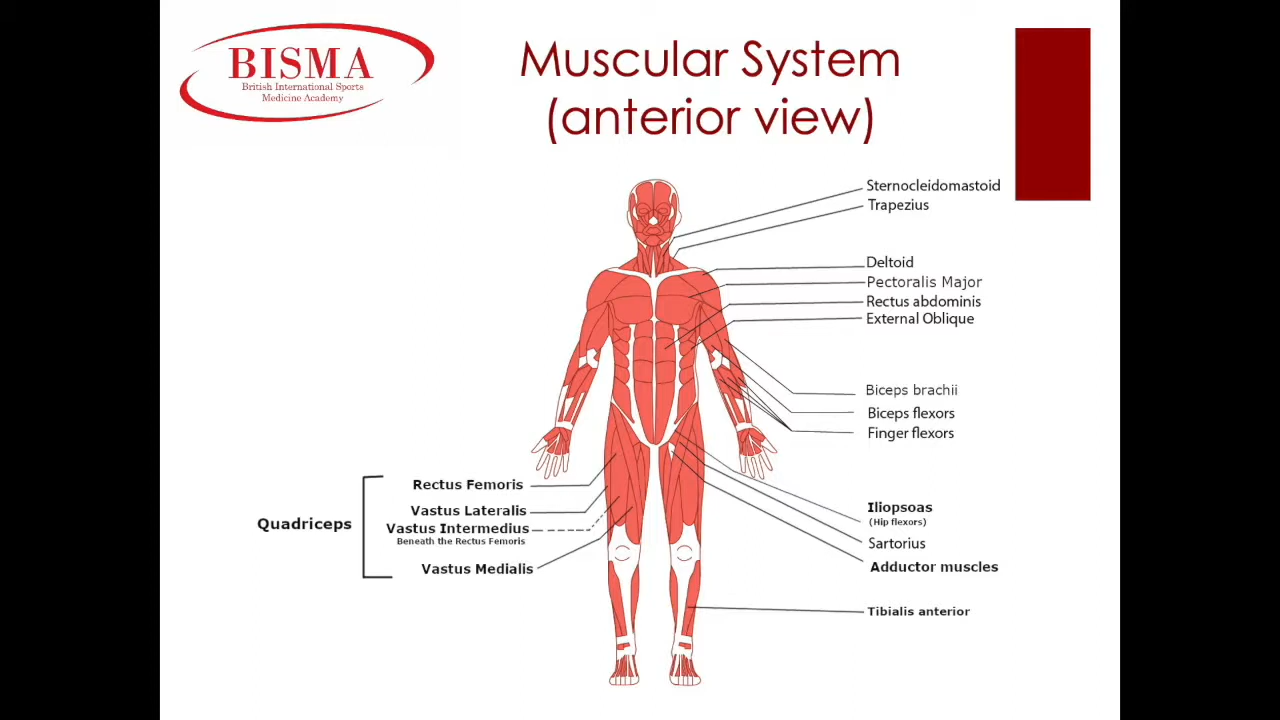 BISMA
British International Sports
Medicine Academy
Muscular System
(anterior view)
Sternocleidomastoid
Trapezius
Deltoid
Pectoralis Major
Rectus abdominis
External Oblique
Biceps brachii
Biceps flexors
Finger flexors
Quadriceps
Rectus Femoris
Vastus Lateralis
Vastus Intermedius
Beneath the Rectus Femoris
Vastus Medialis
Iliopsoas
(Hip flexors)
Sartorius
Adductor muscles
Tibialis anterior